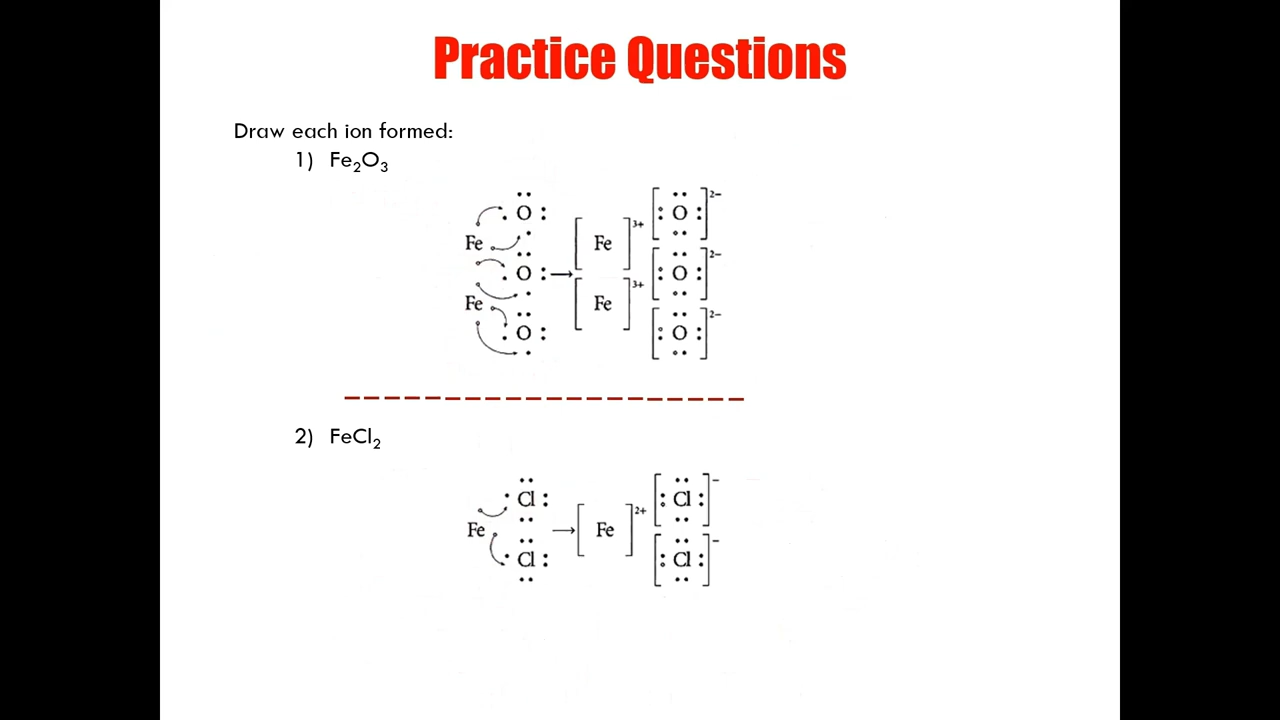 Practice Questions
Draw each ion formed:
1) Fe₂O₃
O
Fe
O
Fe
O
→
[Fe]³⁺
[Fe]³⁺
[O]²⁻
[O]²⁻
[O]²⁻
2) FeCl₂
Cl
Fe
Cl
→
[Fe]²⁺
[Cl]⁻
[Cl]⁻